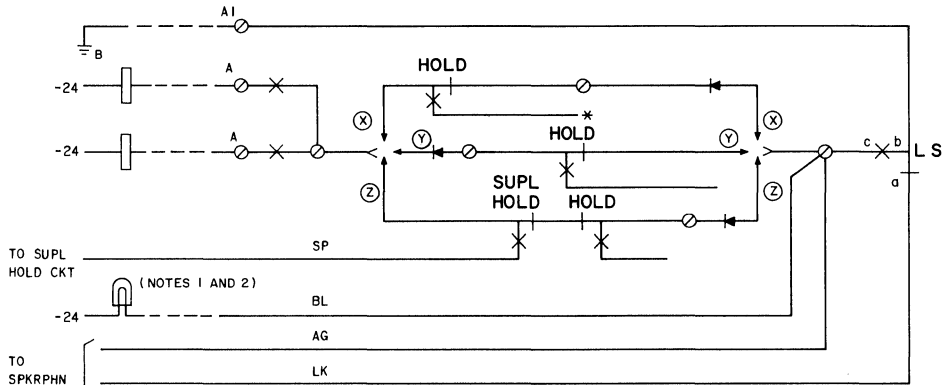 A1
B
-24
A
HOLD
X
X
*
-24
A
Y
HOLD
Y
c
b
LS
a
Z
SUPL
HOLD
HOLD
Z
TO SUPL
HOLD CKT
SP
(NOTES 1 AND 2)
-24
BL
AG
TO
SPKRPHN
LK